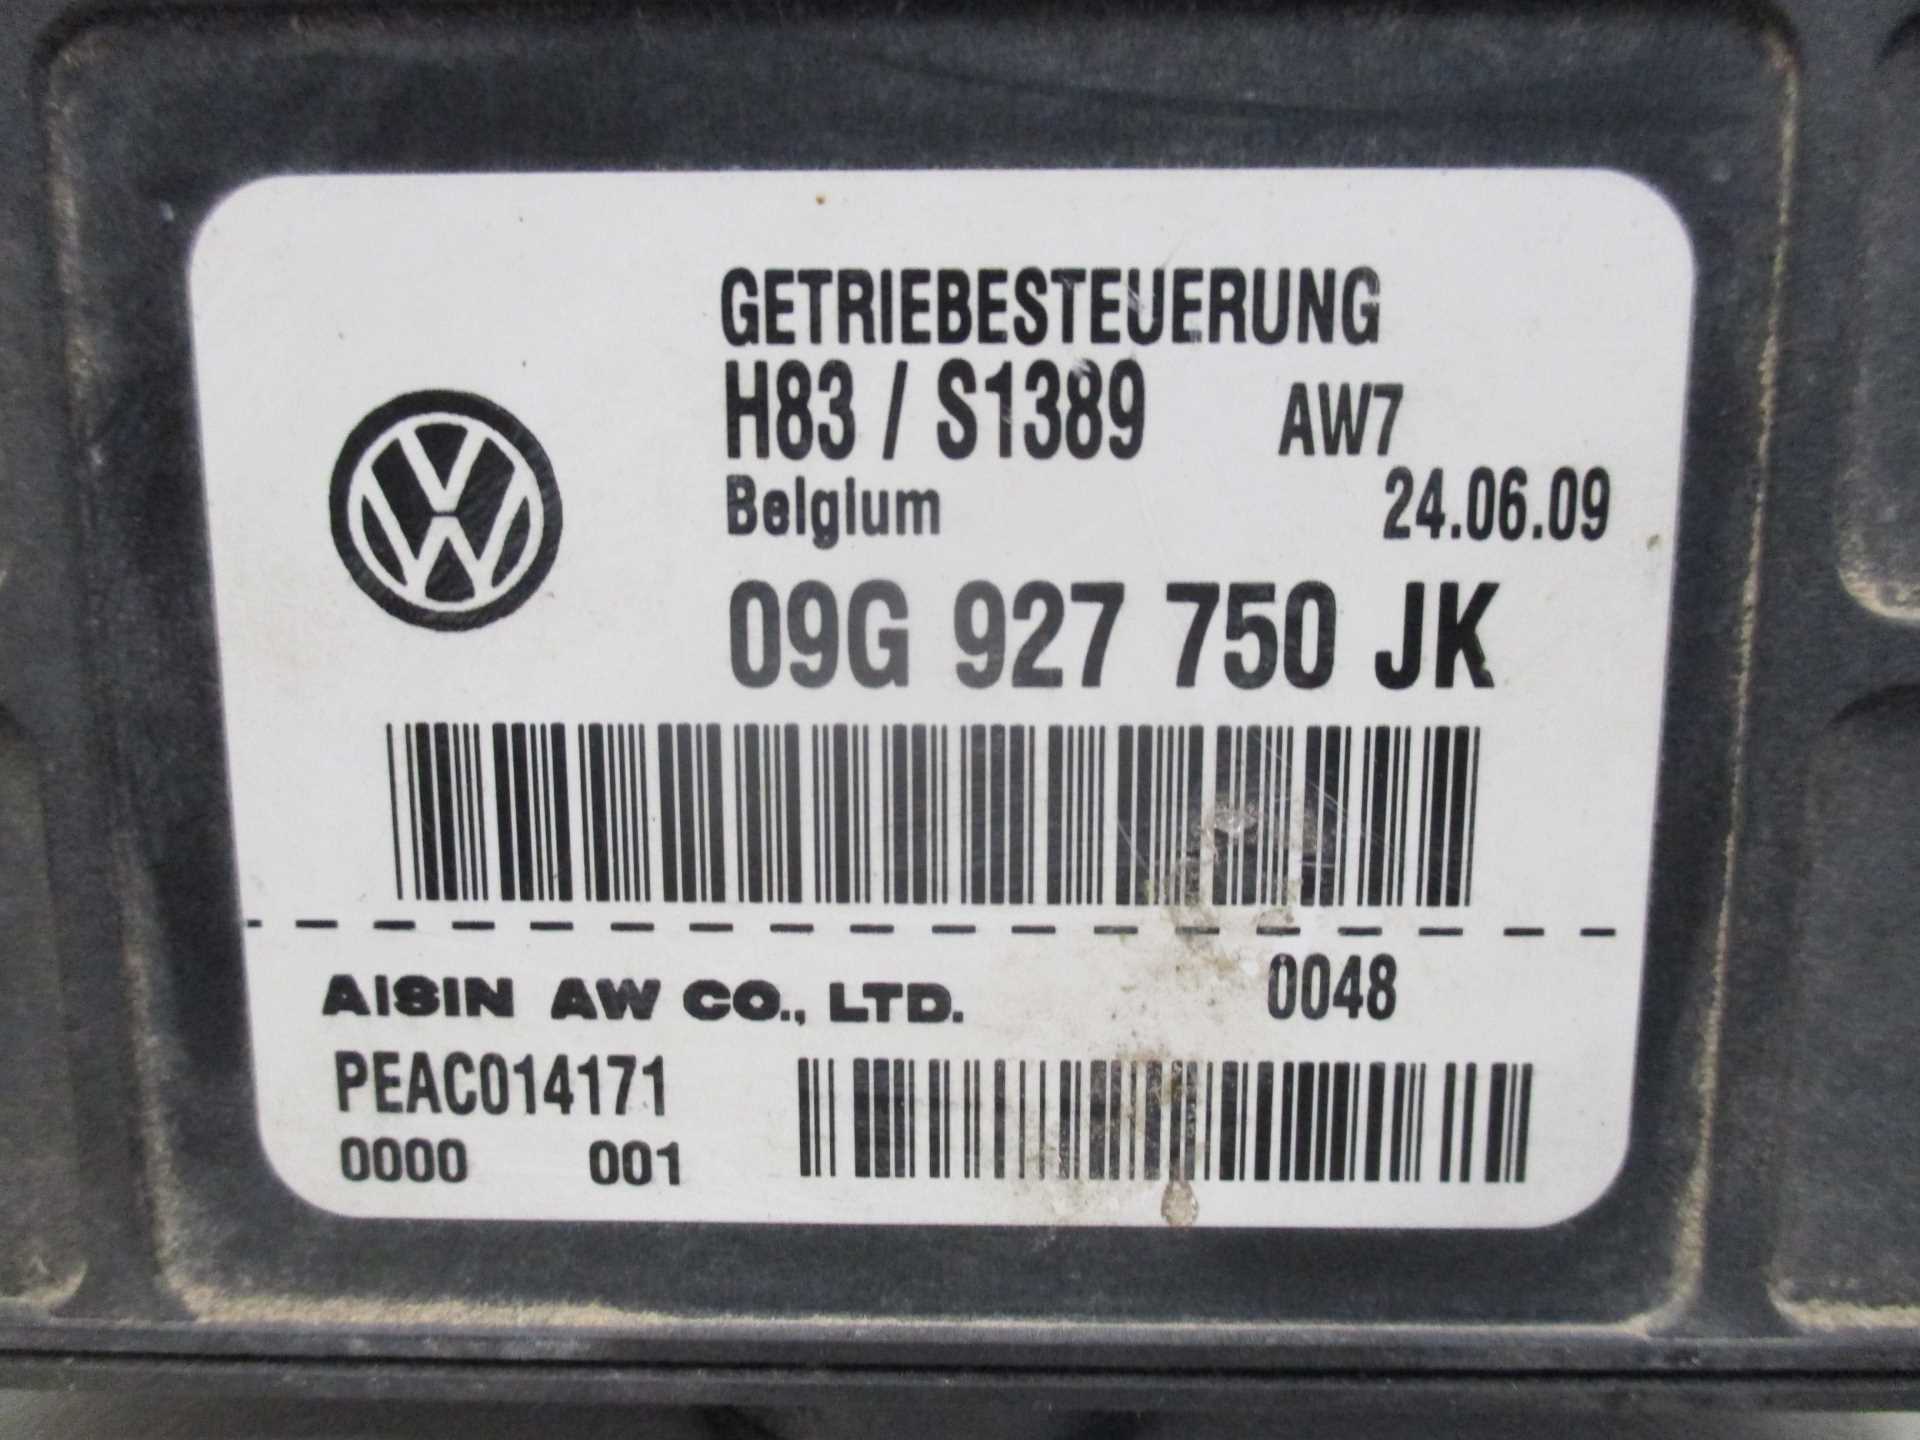 GETRIEBESTEUERUNG
H83 / S1389 AW7
Belgium 24.06.09
09G 927 750 JK
AISIN AW CO., LTD. 0048
PEAC014171
0000 001